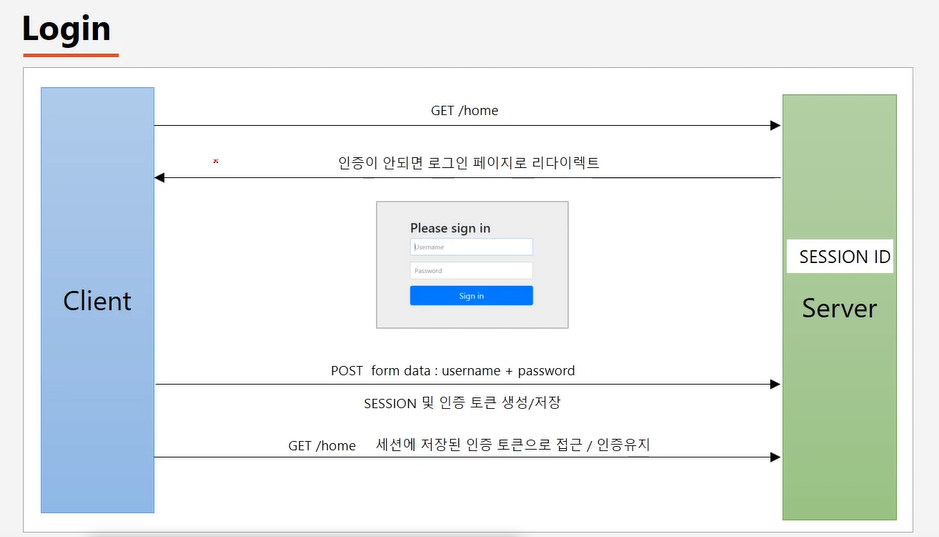 Login
GET /home
인증이 안되면 로그인 페이지로 리다이렉트
Please sign in
Username
Password
Sign in
SESSION ID
Client
Server
POST form data : username + password
SESSION 및 인증 토큰 생성/저장
GET /home 세션에 저장된 인증 토큰으로 접근 / 인증유지